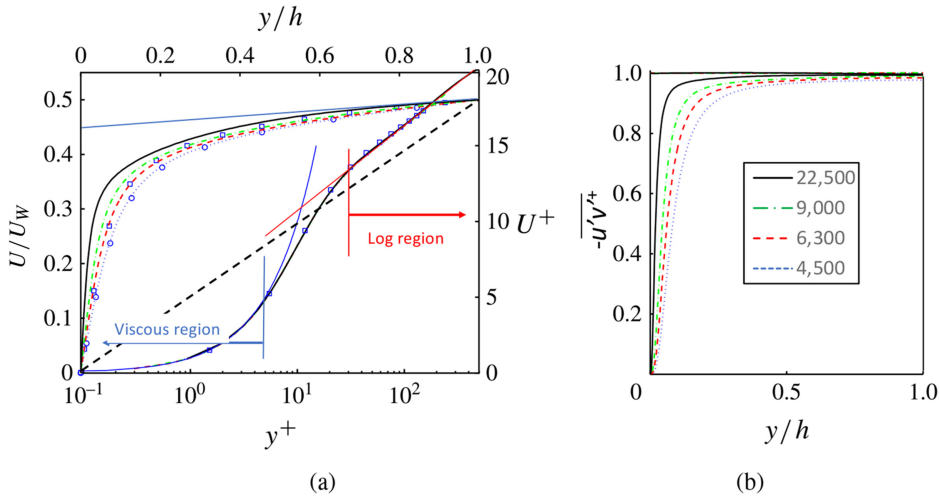 y/h
0 0.2 0.4 0.6 0.8 1.0
0.5
0.4
0.3
0.2
0.1
0
U/U_W
20
15
10
5
0
U⁺
Log region
Viscous region
10⁻¹ 10⁰ 10¹ 10²
y⁺
(a)
1.0
0.8
0.6
0.4
0.2
-u'v'⁺
22,500
9,000
6,300
4,500
0.5 1.0
y/h
(b)